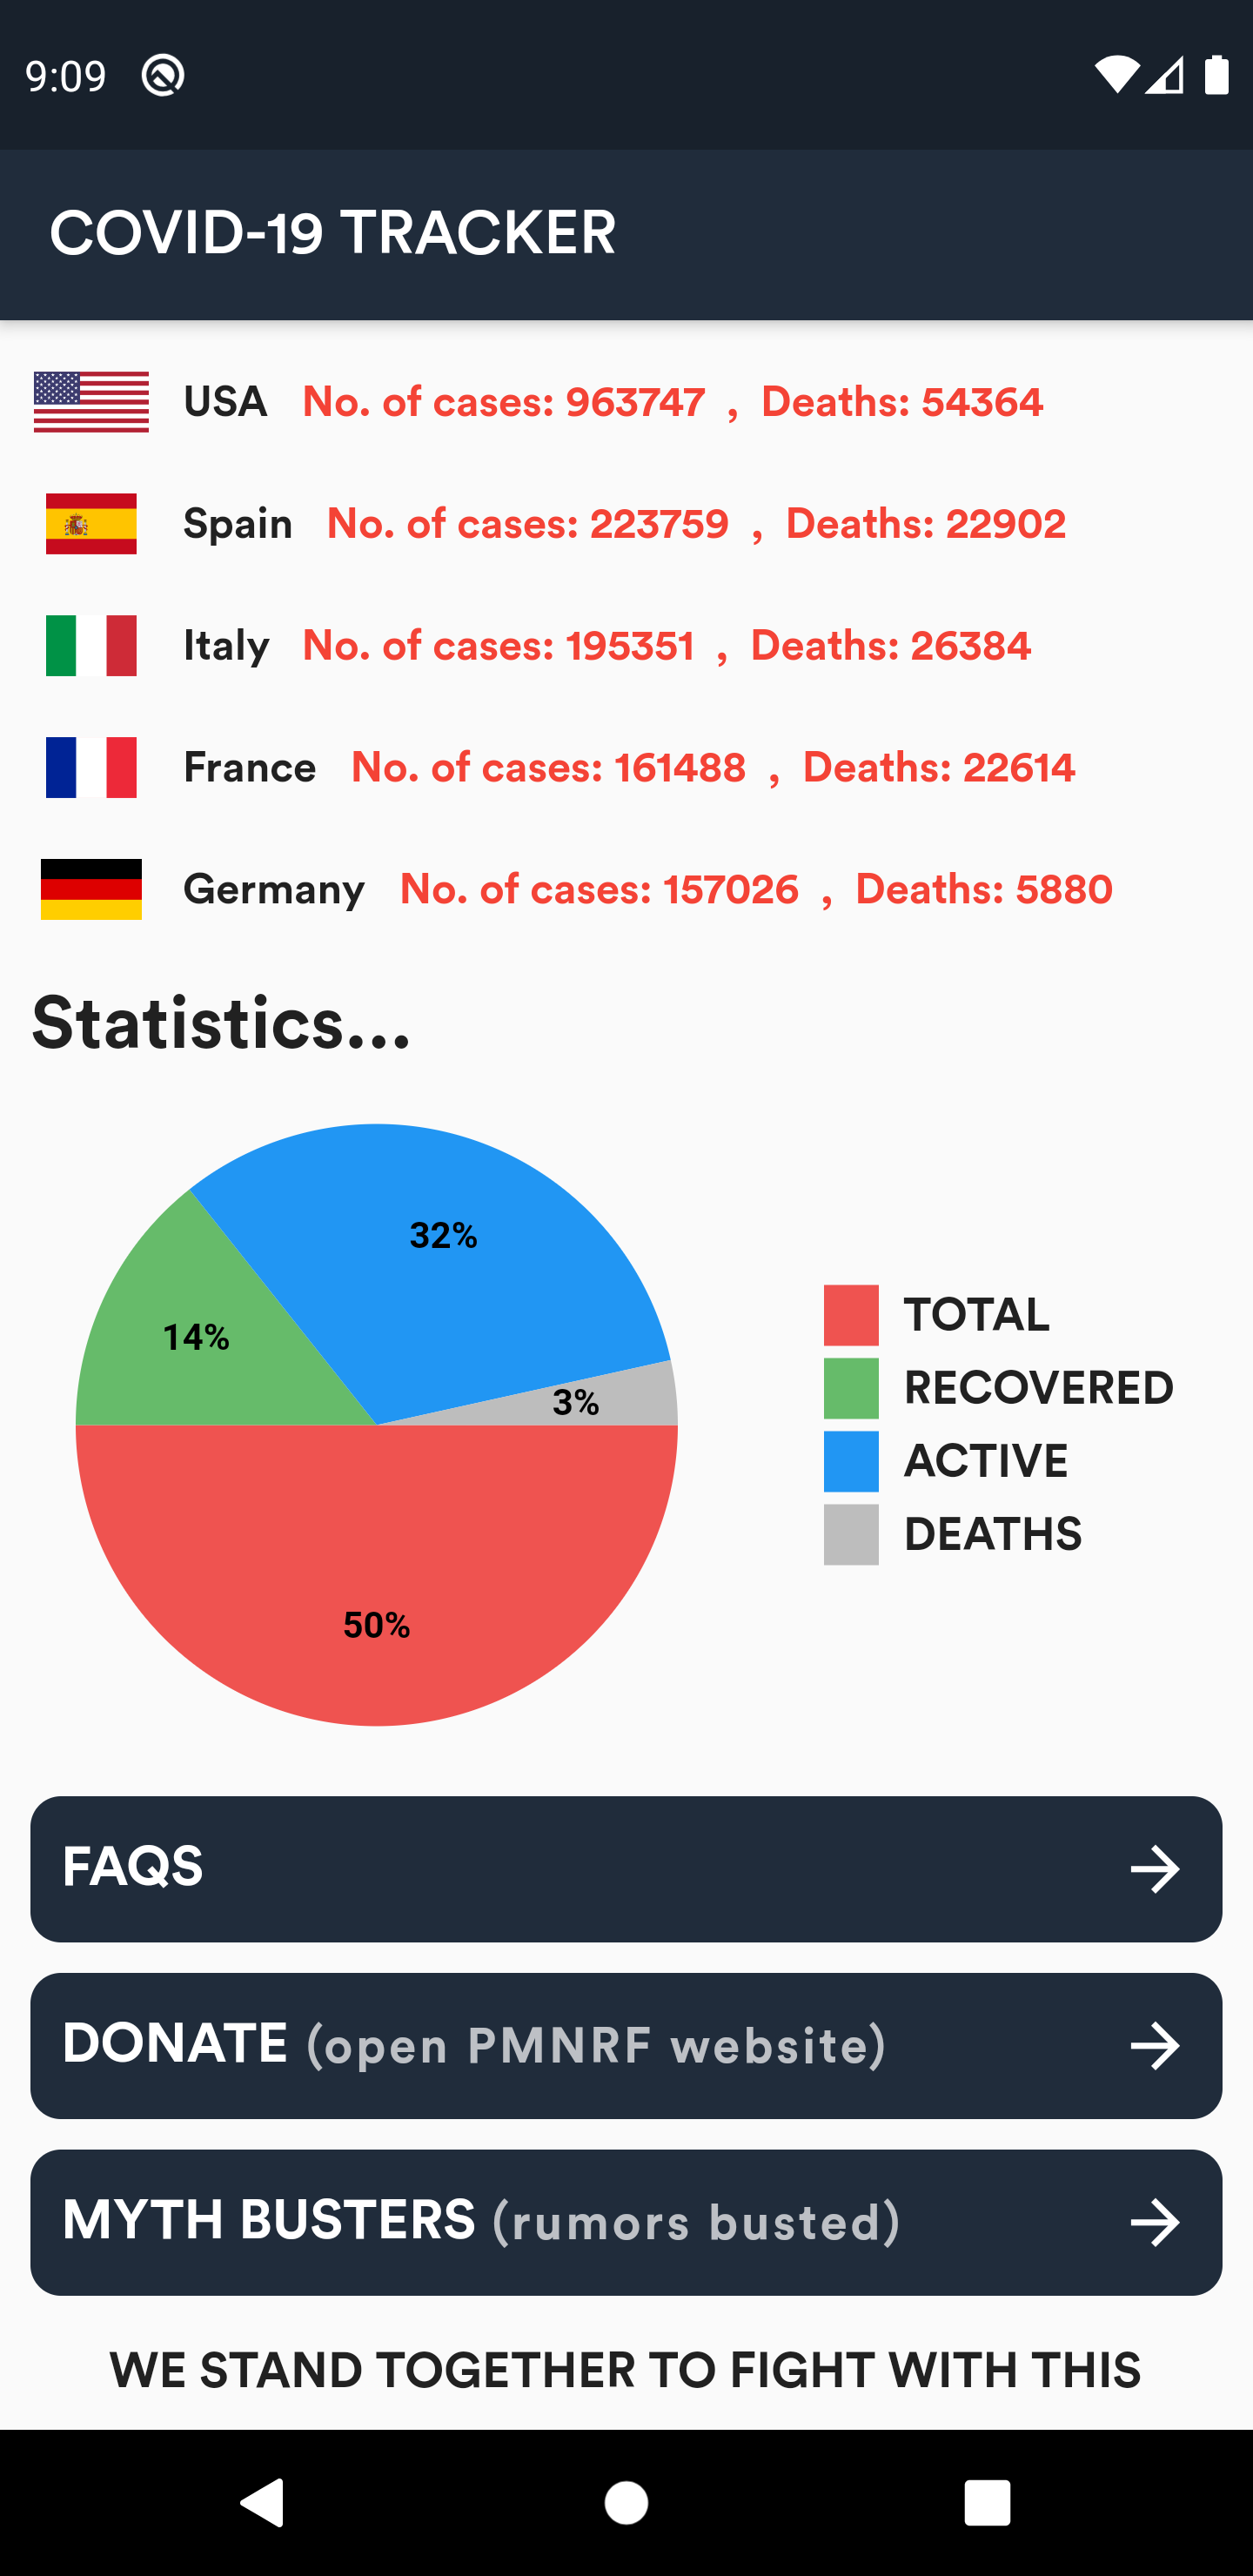 9:09
COVID-19 TRACKER
USA No. of cases: 963747 , Deaths: 54364
Spain No. of cases: 223759 , Deaths: 22902
Italy No. of cases: 195351 , Deaths: 26384
France No. of cases: 161488 , Deaths: 22614
Germany No. of cases: 157026 , Deaths: 5880
Statistics...
32%
14%
3%
50%
TOTAL
RECOVERED
ACTIVE
DEATHS
FAQS
DONATE (open PMNRF website)
MYTH BUSTERS (rumors busted)
WE STAND TOGETHER TO FIGHT WITH THIS